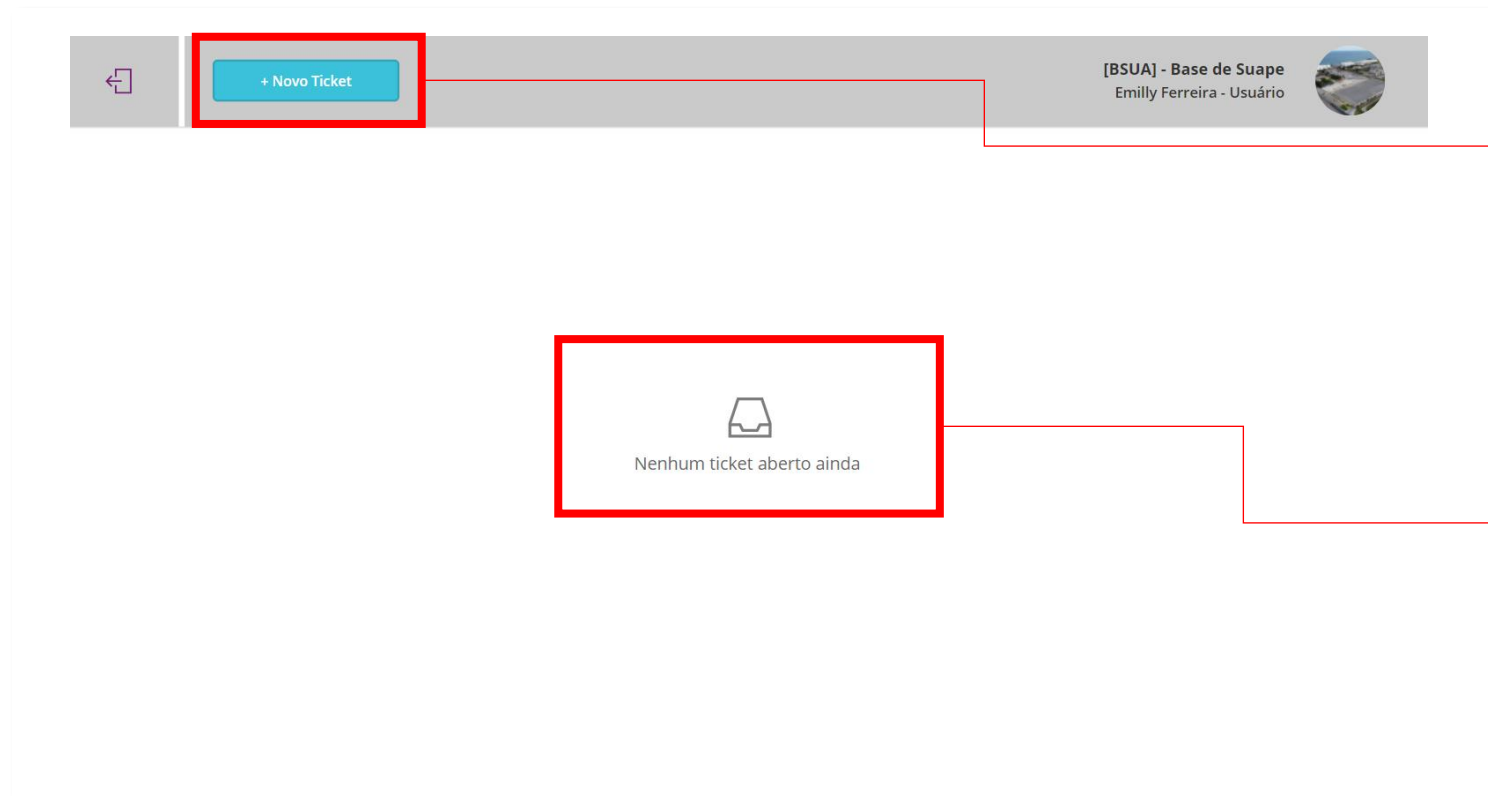 + Novo Ticket
[BSUA] - Base de Suape
Emilly Ferreira - Usuário
Nenhum ticket aberto ainda